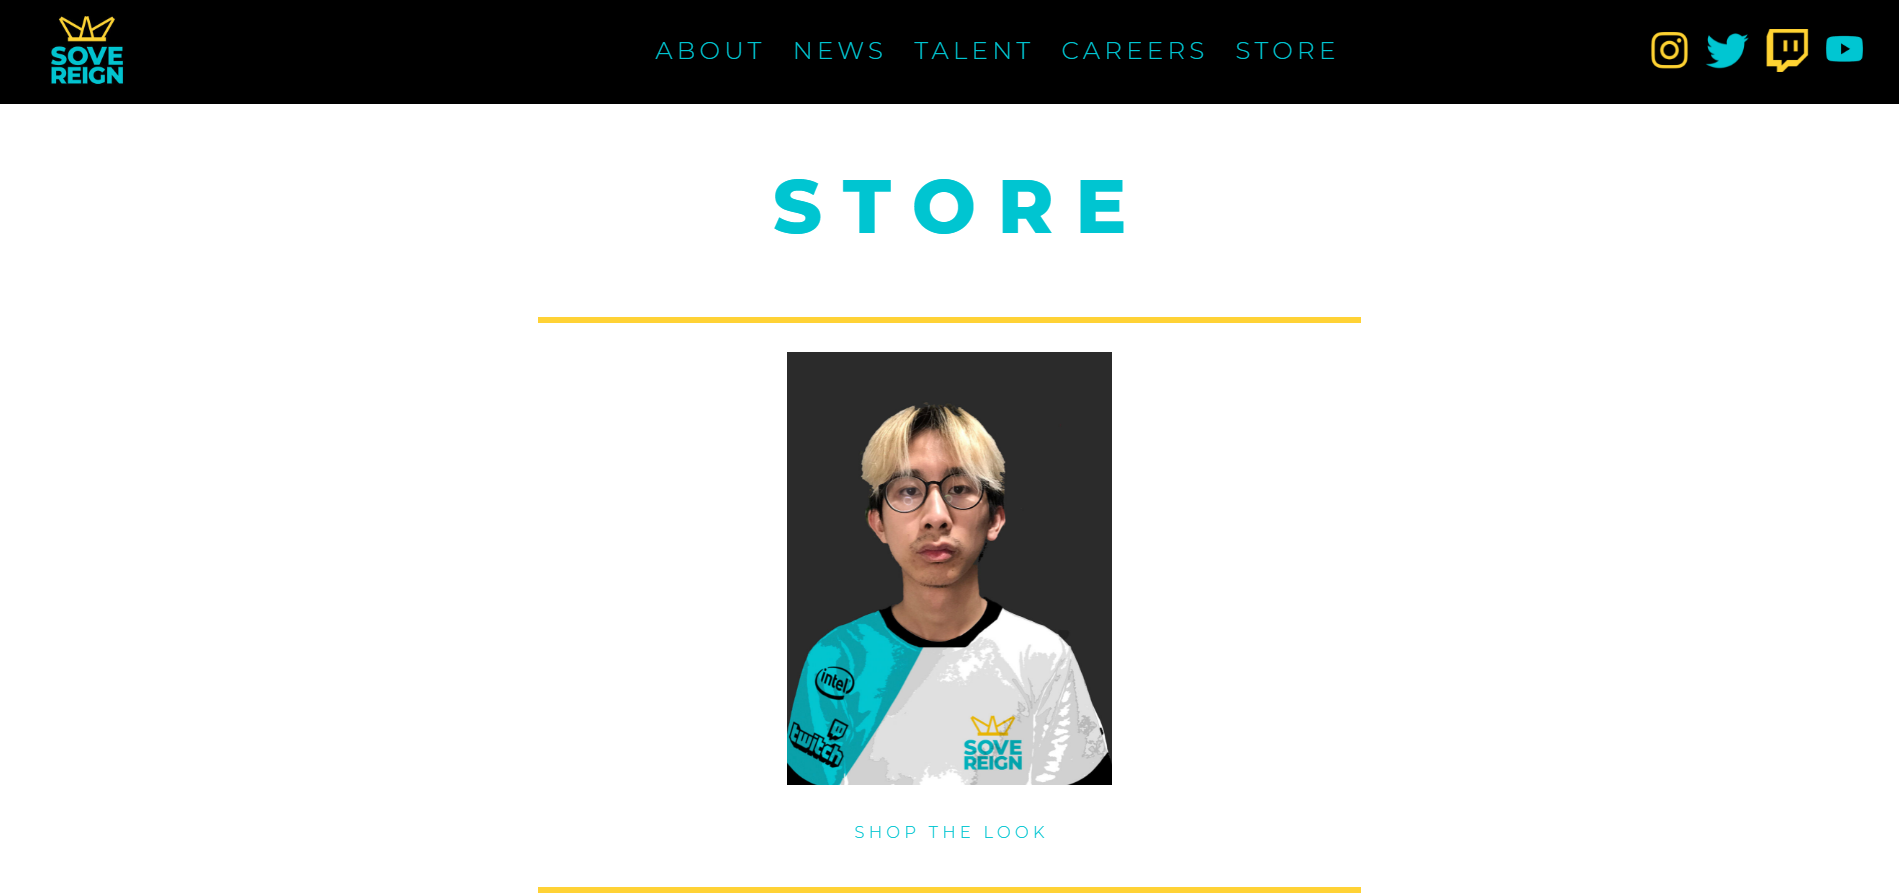 SOVE
REIGN
ABOUT NEWS TALENT CAREERS STORE
STORE
intel
twitch
SOVE
REIGN
SHOP THE LOOK